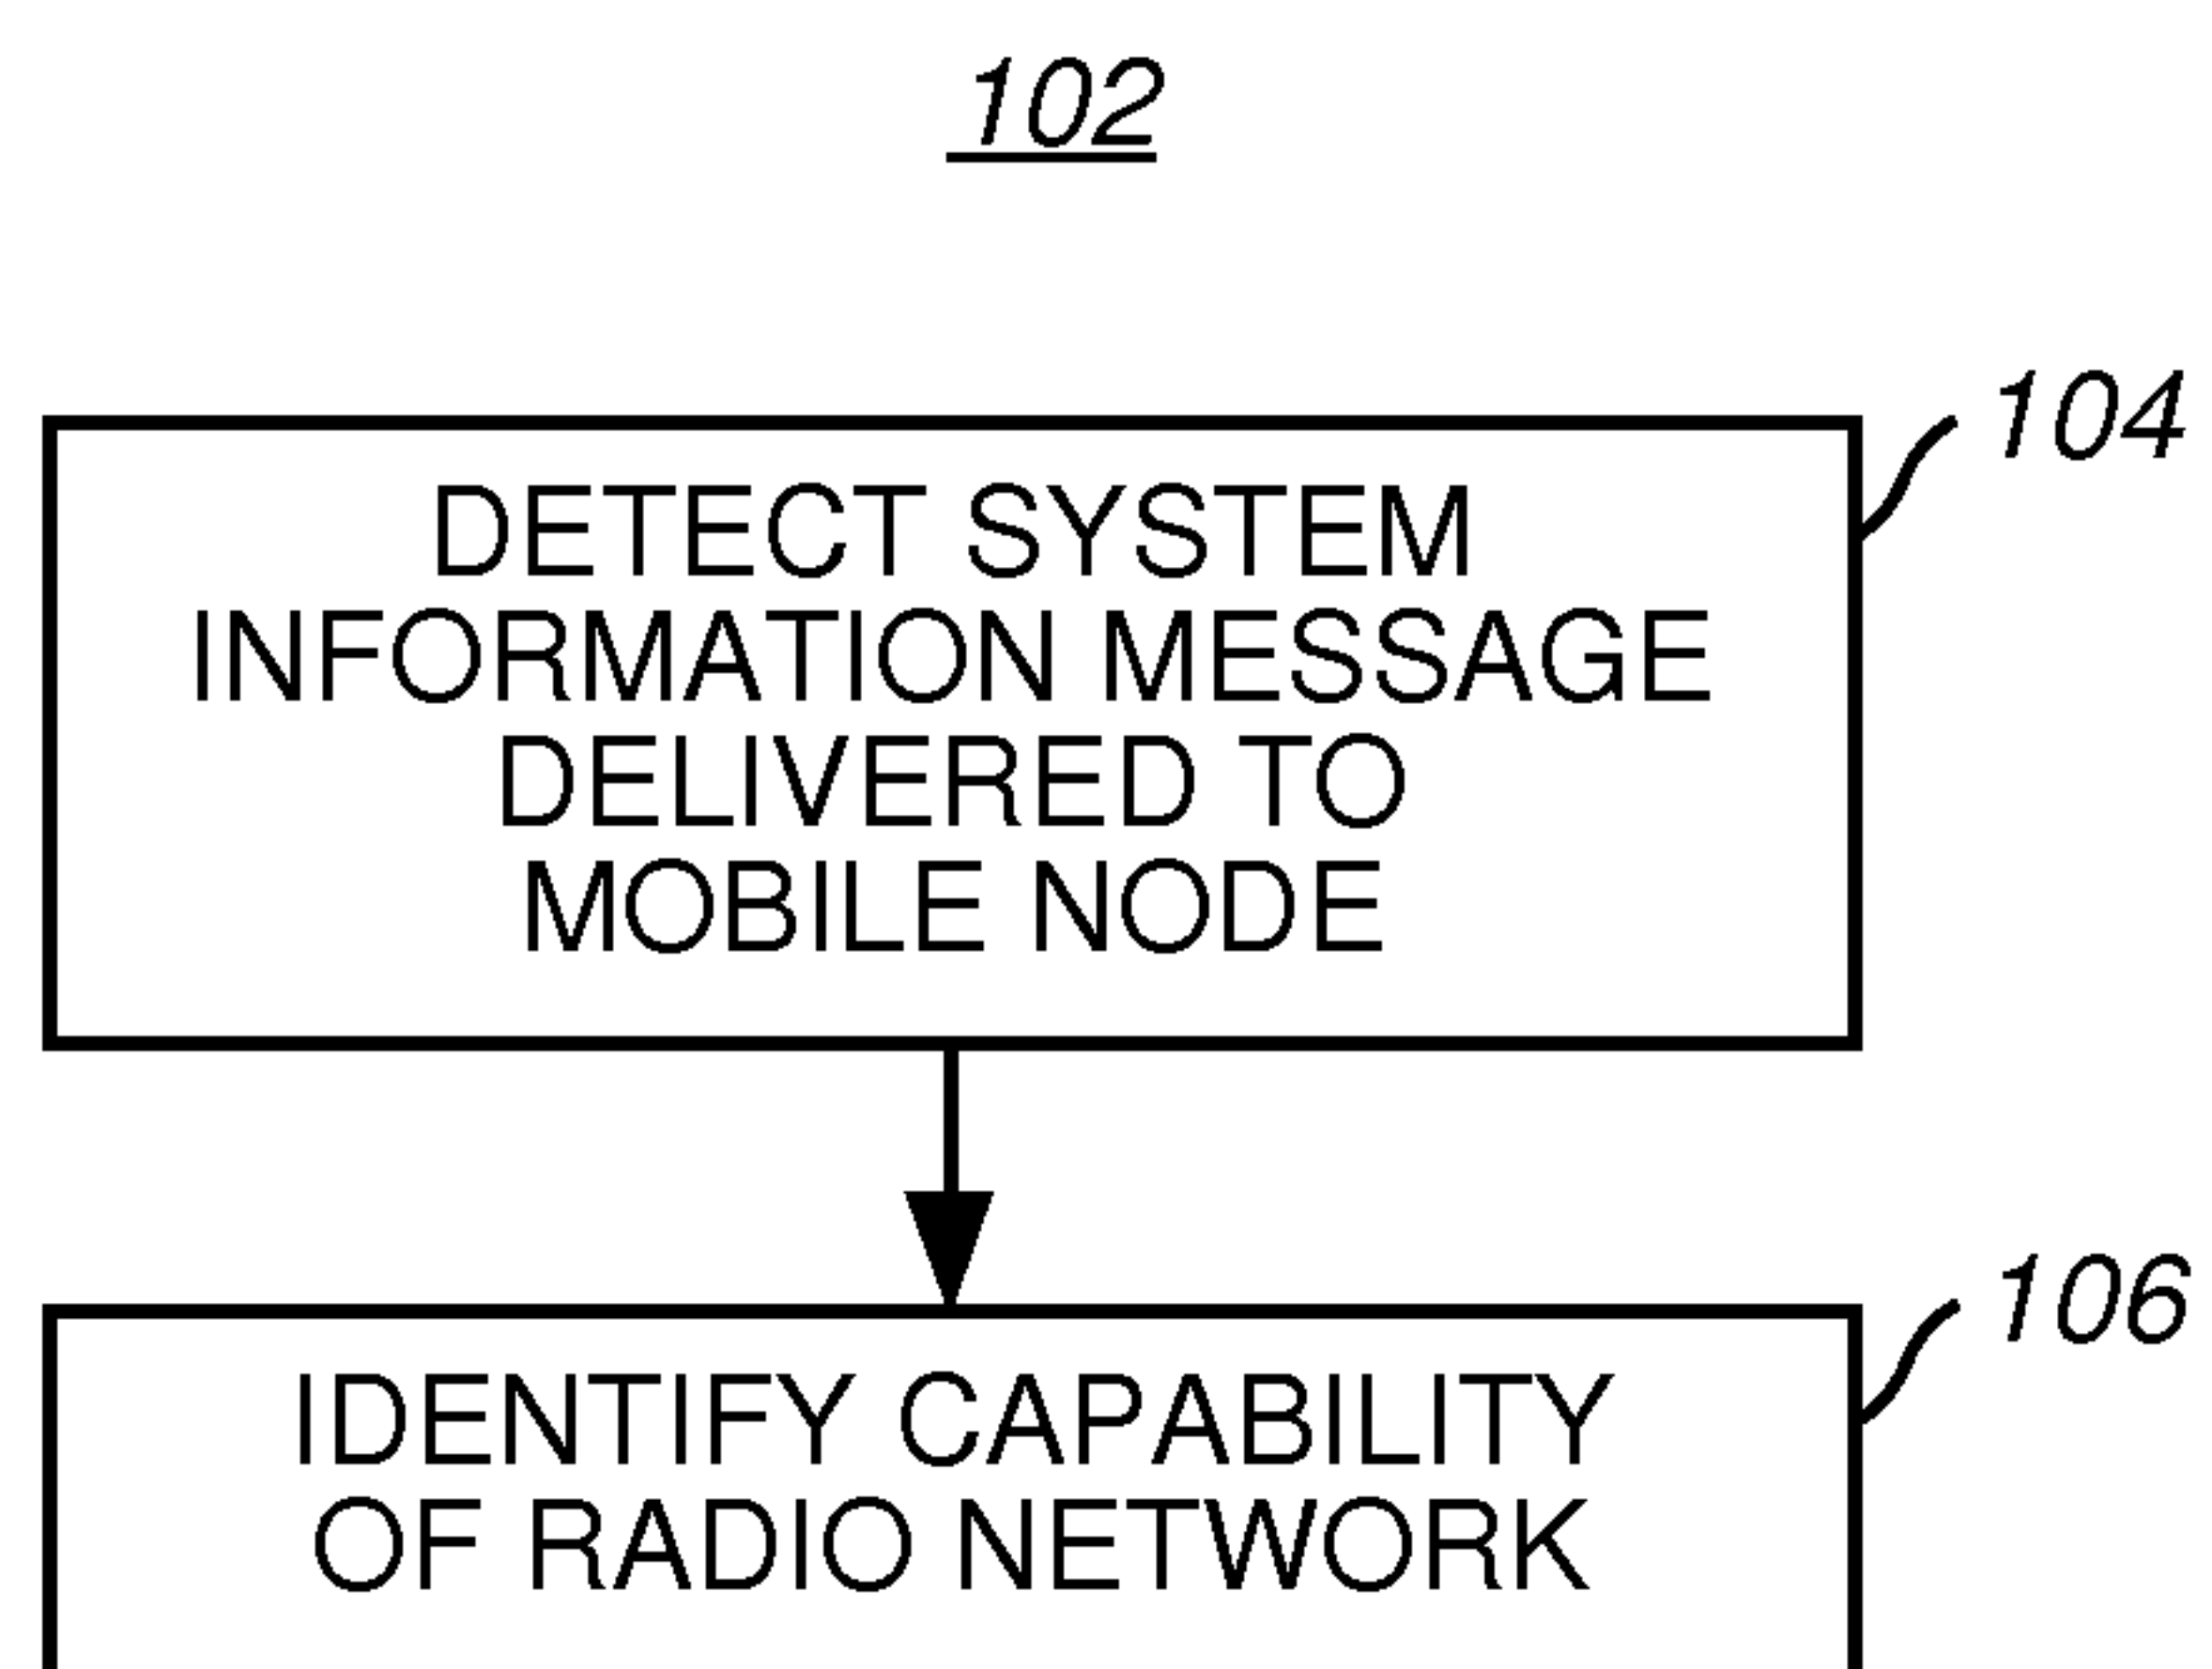 102
104
DETECT SYSTEM
INFORMATION MESSAGE
DELIVERED TO
MOBILE NODE
106
IDENTIFY CAPABILITY
OF RADIO NETWORK